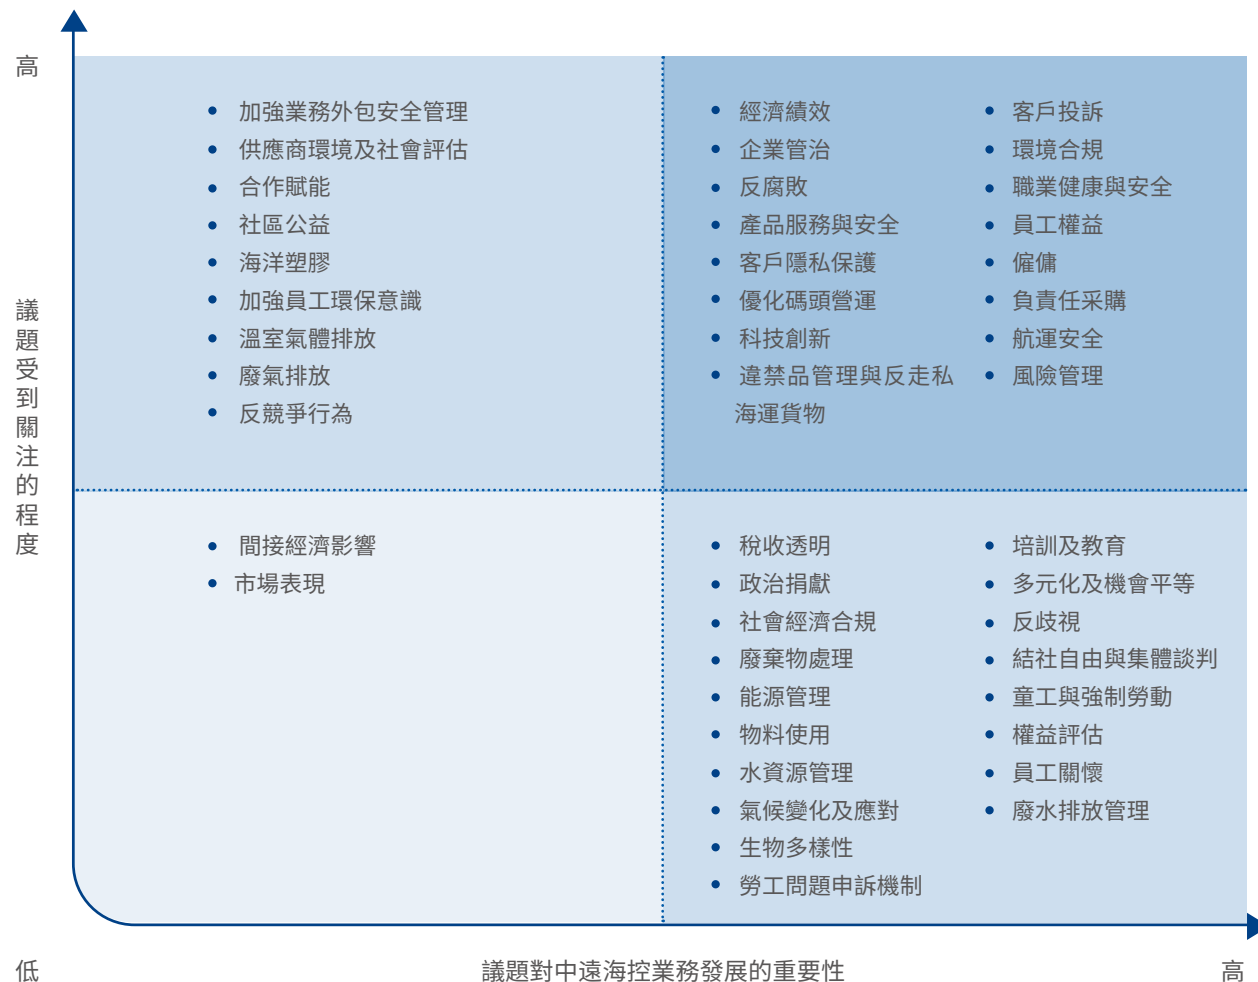 高
議題受到關注的程度
加強業務外包安全管理
供應商環境及社會評估
合作賦能
社區公益
海洋塑膠
加強員工環保意識
溫室氣體排放
廢氣排放
反競爭行為
經濟績效
企業管治
反腐敗
產品服務與安全
客戶隱私保護
優化碼頭營運
科技創新
違禁品管理與反走私
海運貨物
客戶投訴
環境合規
職業健康與安全
員工權益
僱傭
負責任采購
航運安全
風險管理
間接經濟影響
市場表現
稅收透明
政治捐獻
社會經濟合規
廢棄物處理
能源管理
物料使用
水資源管理
氣候變化及應對
生物多樣性
勞工問題申訴機制
培訓及教育
多元化及機會平等
反歧視
結社自由與集體談判
童工與強制勞動
權益評估
員工關懷
廢水排放管理
低
議題對中遠海控業務發展的重要性
高